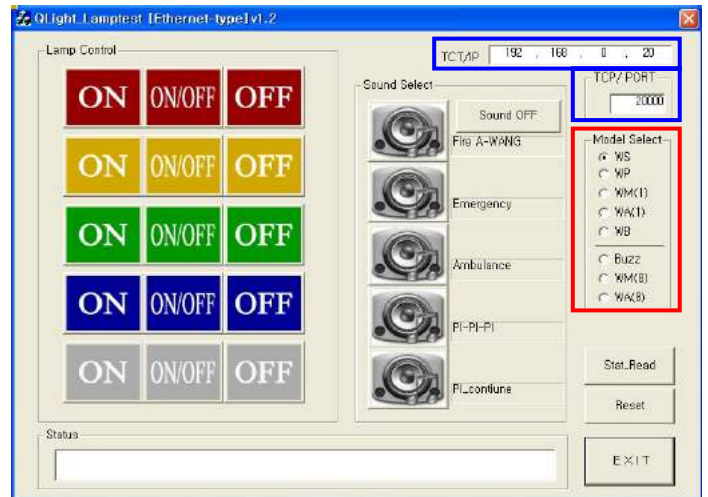 QLight_Lamptest [Ethernet-type] v1.2
Lamp Control
TCT/IP 192 . 168 . 0 . 20
TCP/PORT
20000
Sound Select
Sound OFF
ON ON/OFF OFF
ON ON/OFF OFF
ON ON/OFF OFF
ON ON/OFF OFF
ON ON/OFF OFF
Fire A-WANG
Emergency
Ambulance
PI-PI-PI
PI_contiune
Model Select
WS
WP
WM(1)
WA(1)
WB
Buzz
WM(8)
WA(8)
Stat_Read
Reset
Status
EXIT